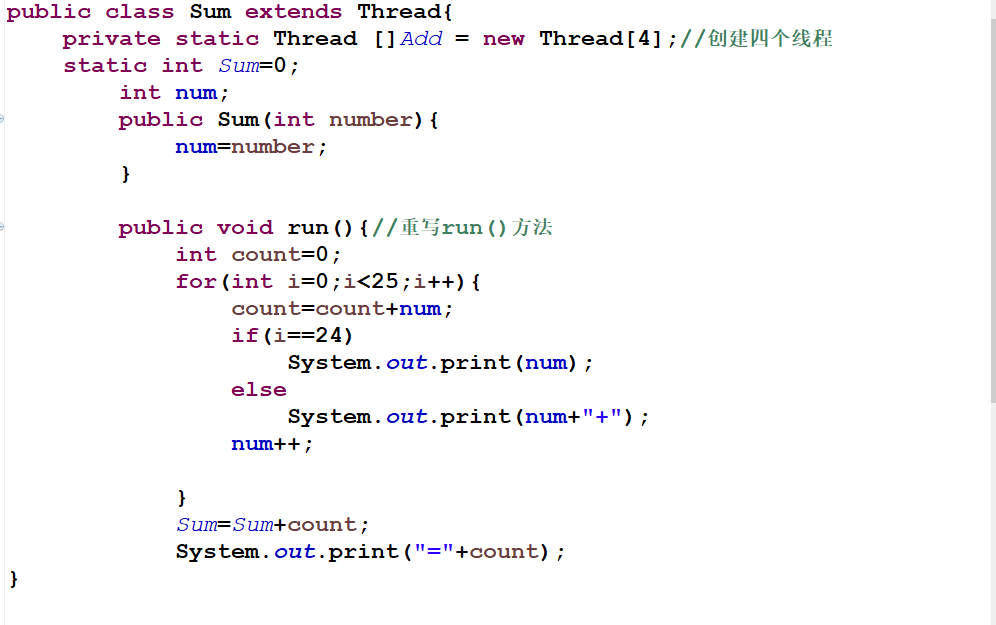 public class Sum extends Thread{
    private static Thread []Add = new Thread[4];//创建四个线程
    static int Sum=0;
        int num;
        public Sum(int number){
            num=number;
        }
        public void run(){//重写run()方法
            int count=0;
            for(int i=0;i<25;i++){
                count=count+num;
                if(i==24)
                    System.out.print(num);
                else
                    System.out.print(num+"+");
                num++;
            }
            Sum=Sum+count;
            System.out.print("="+count);
}